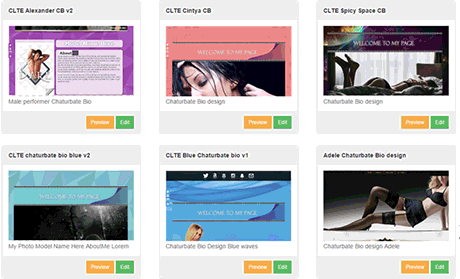 CLTE Alexander CB v2
CLTE Cintya CB
CLTE Spicy Space CB
About
WELCOME TO MY PAGE
WELCOME TO MY PAGE
Male performer Chaturbate Bio
Chaturbate Bio design
Chaturbate Bio design
Preview Edit
Preview Edit
Preview Edit
CLTE chaturbate bio blue v2
CLTE Blue Chaturbate bio v1
Adele Chaturbate Bio design
WELCOME TO MY PAGE
WELCOME TO MY PAGE
WELCOME TO MY PAGE
My Photo Model Name Here AboutMe Lorem
Chaturbate Bio Design Blue waves
Chaturbate Bio design Adele
Preview Edit
Preview Edit
Preview Edit